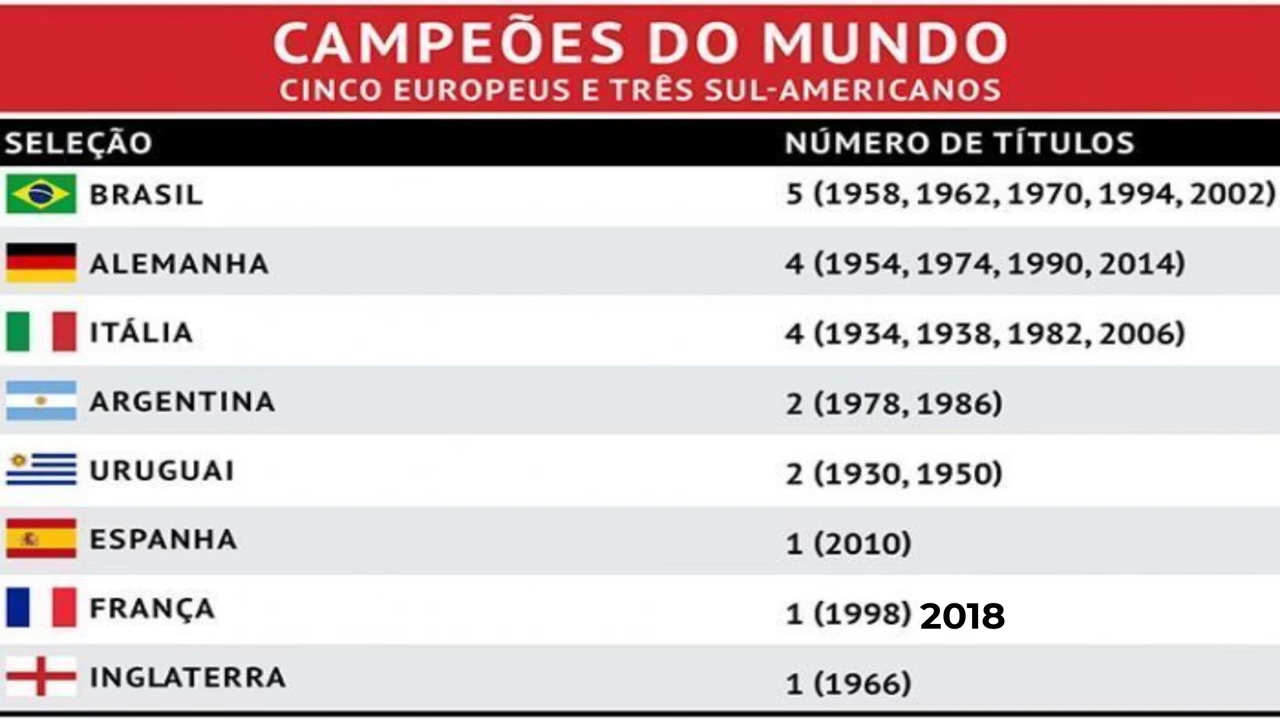 CAMPEÕES DO MUNDO
CINCO EUROPEUS E TRÊS SUL-AMERICANOS
SELEÇÃO NÚMERO DE TÍTULOS
BRASIL 5 (1958, 1962, 1970, 1994, 2002)
ALEMANHA 4 (1954, 1974, 1990, 2014)
ITÁLIA 4 (1934, 1938, 1982, 2006)
ARGENTINA 2 (1978, 1986)
URUGUAI 2 (1930, 1950)
ESPANHA 1 (2010)
FRANÇA 1 (1998) 2018
INGLATERRA 1 (1966)